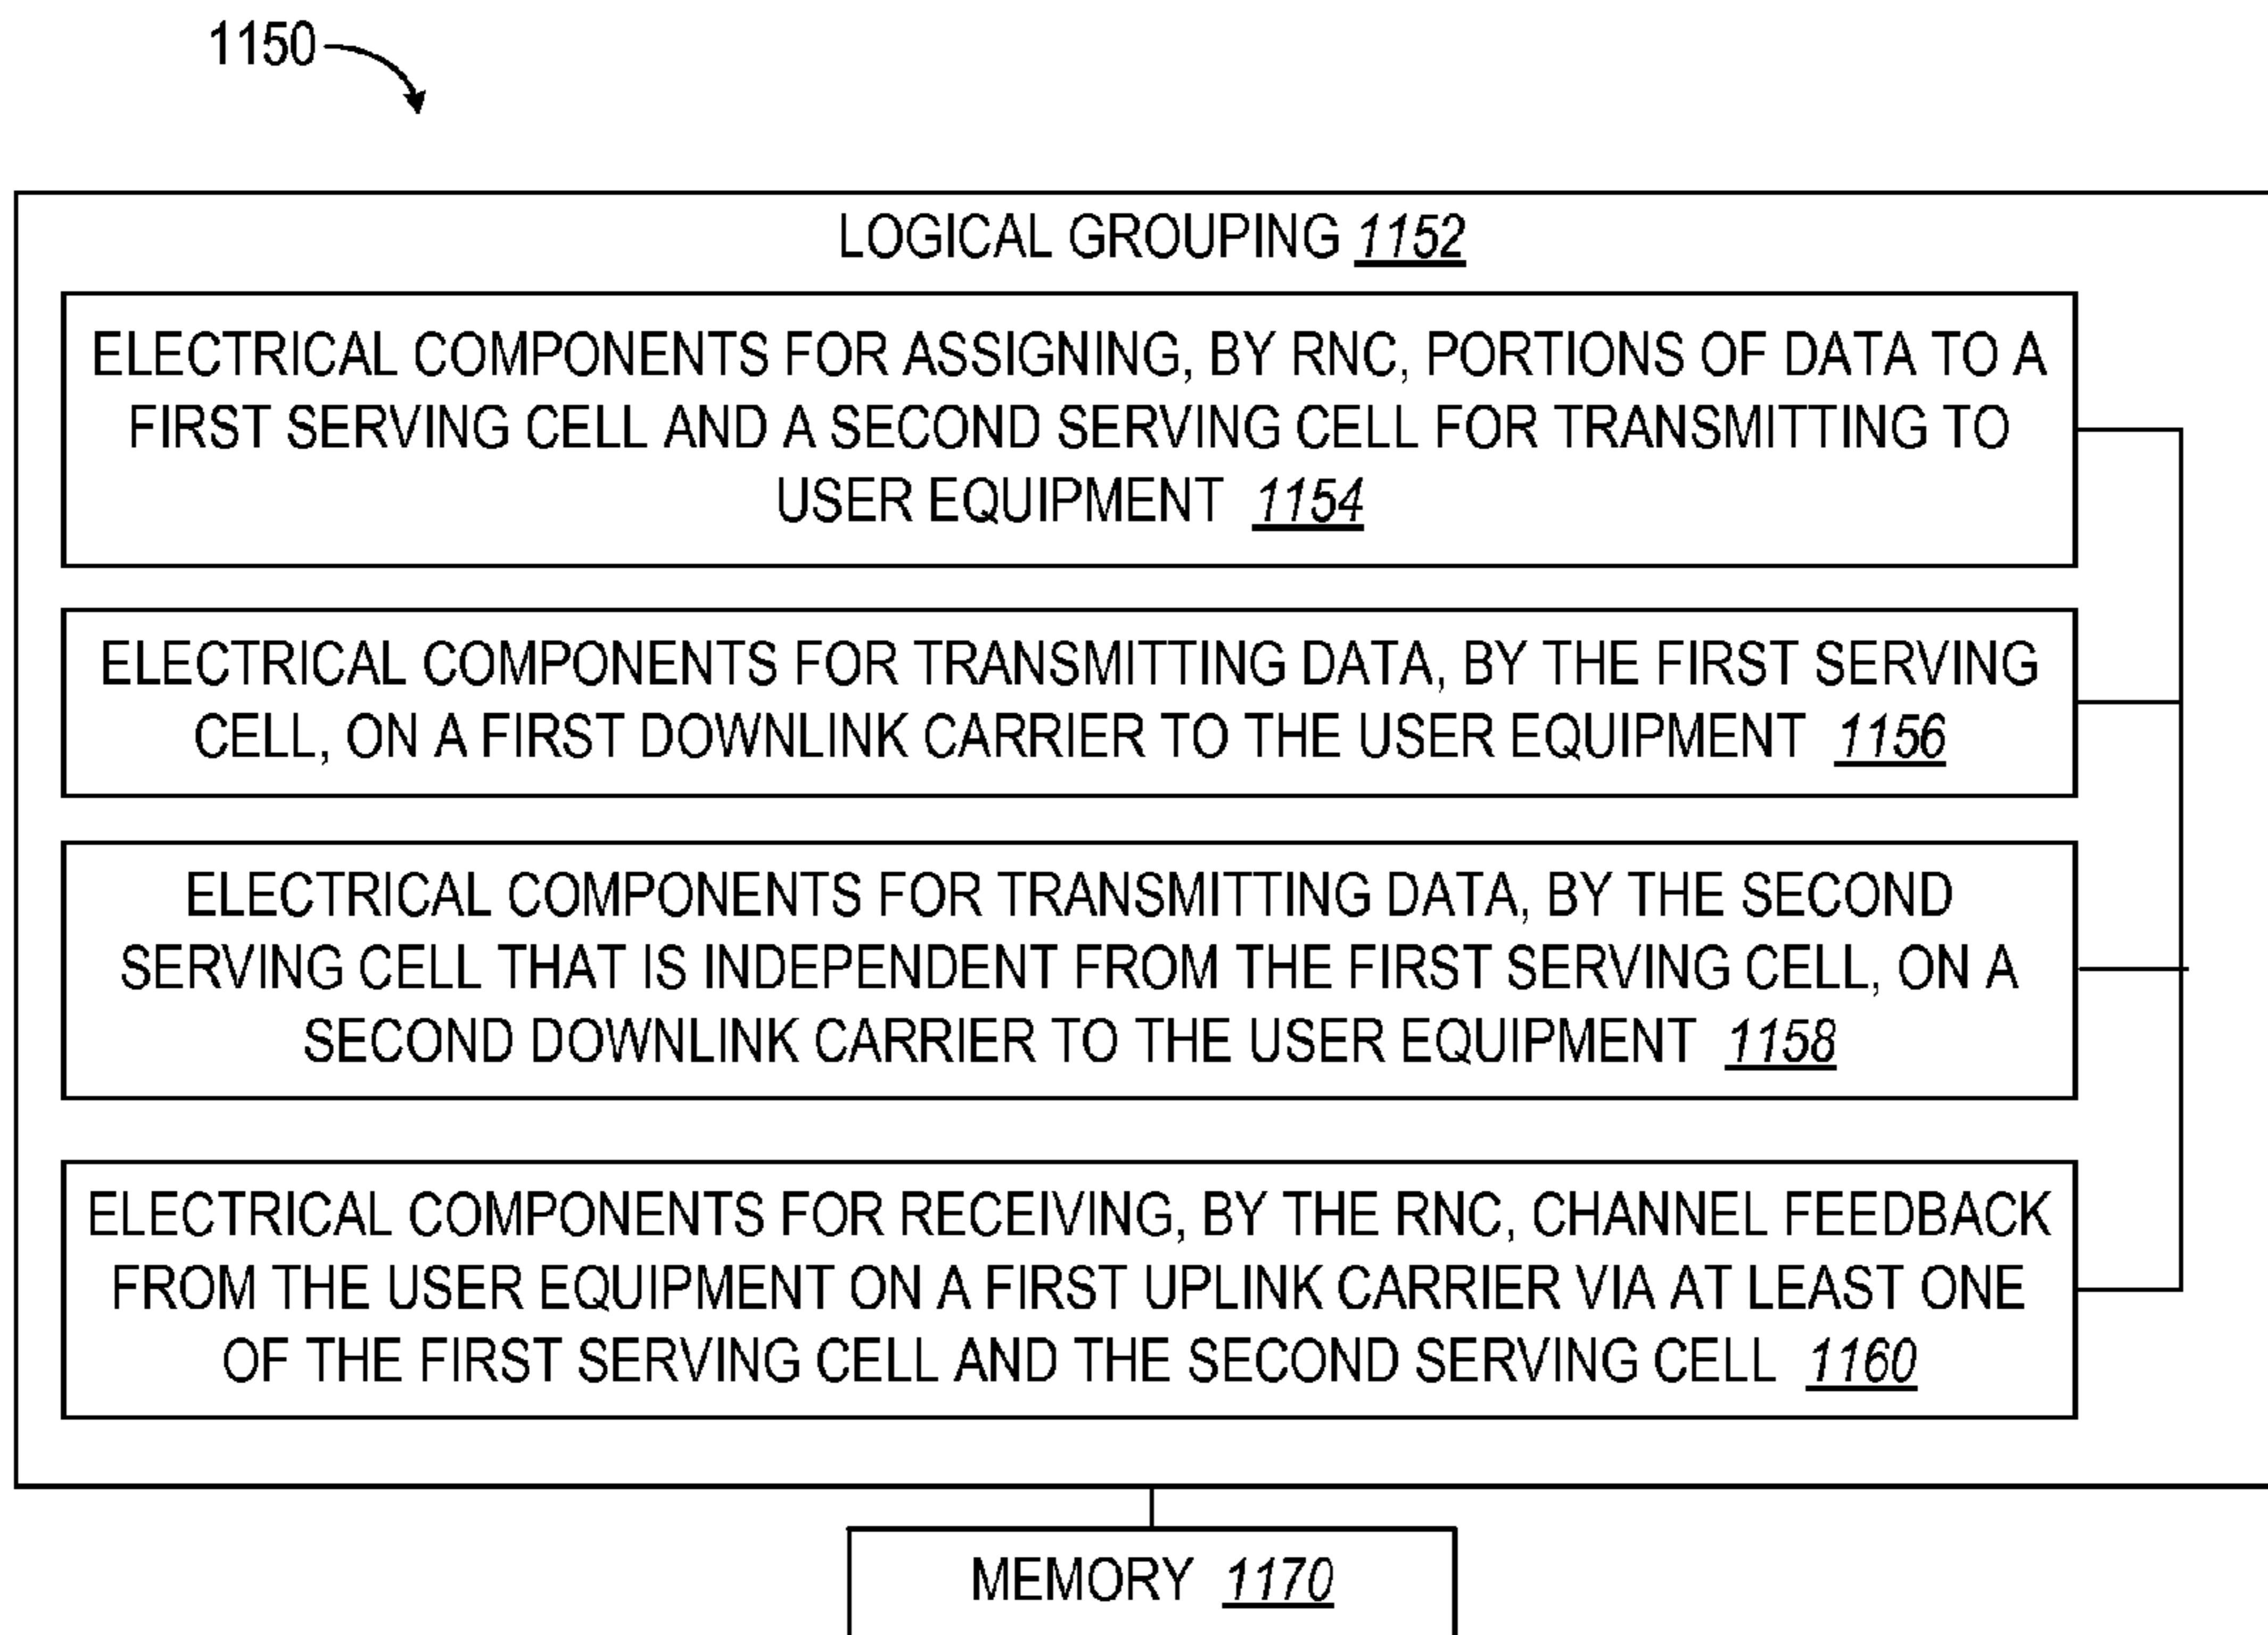 1150
LOGICAL GROUPING 1152
ELECTRICAL COMPONENTS FOR ASSIGNING, BY RNC, PORTIONS OF DATA TO A
FIRST SERVING CELL AND A SECOND SERVING CELL FOR TRANSMITTING TO
USER EQUIPMENT 1154
ELECTRICAL COMPONENTS FOR TRANSMITTING DATA, BY THE FIRST SERVING
CELL, ON A FIRST DOWNLINK CARRIER TO THE USER EQUIPMENT 1156
ELECTRICAL COMPONENTS FOR TRANSMITTING DATA, BY THE SECOND
SERVING CELL THAT IS INDEPENDENT FROM THE FIRST SERVING CELL, ON A
SECOND DOWNLINK CARRIER TO THE USER EQUIPMENT 1158
ELECTRICAL COMPONENTS FOR RECEIVING, BY THE RNC, CHANNEL FEEDBACK
FROM THE USER EQUIPMENT ON A FIRST UPLINK CARRIER VIA AT LEAST ONE
OF THE FIRST SERVING CELL AND THE SECOND SERVING CELL 1160
MEMORY 1170